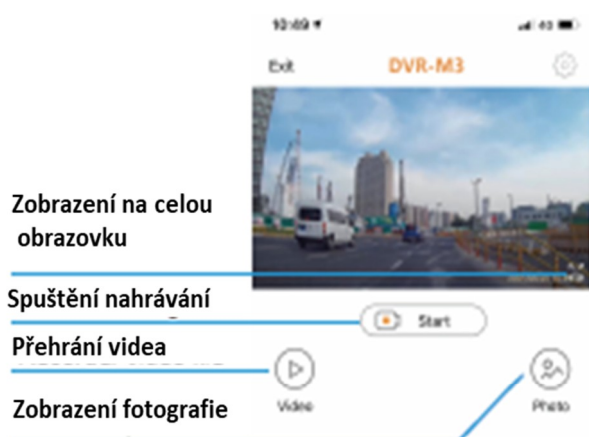 10:49
Exit
DVR-M3
Zobrazení na celou
obrazovku
Spuštění nahrávání
Start
Přehrání videa
Zobrazení fotografie
Video
Photo